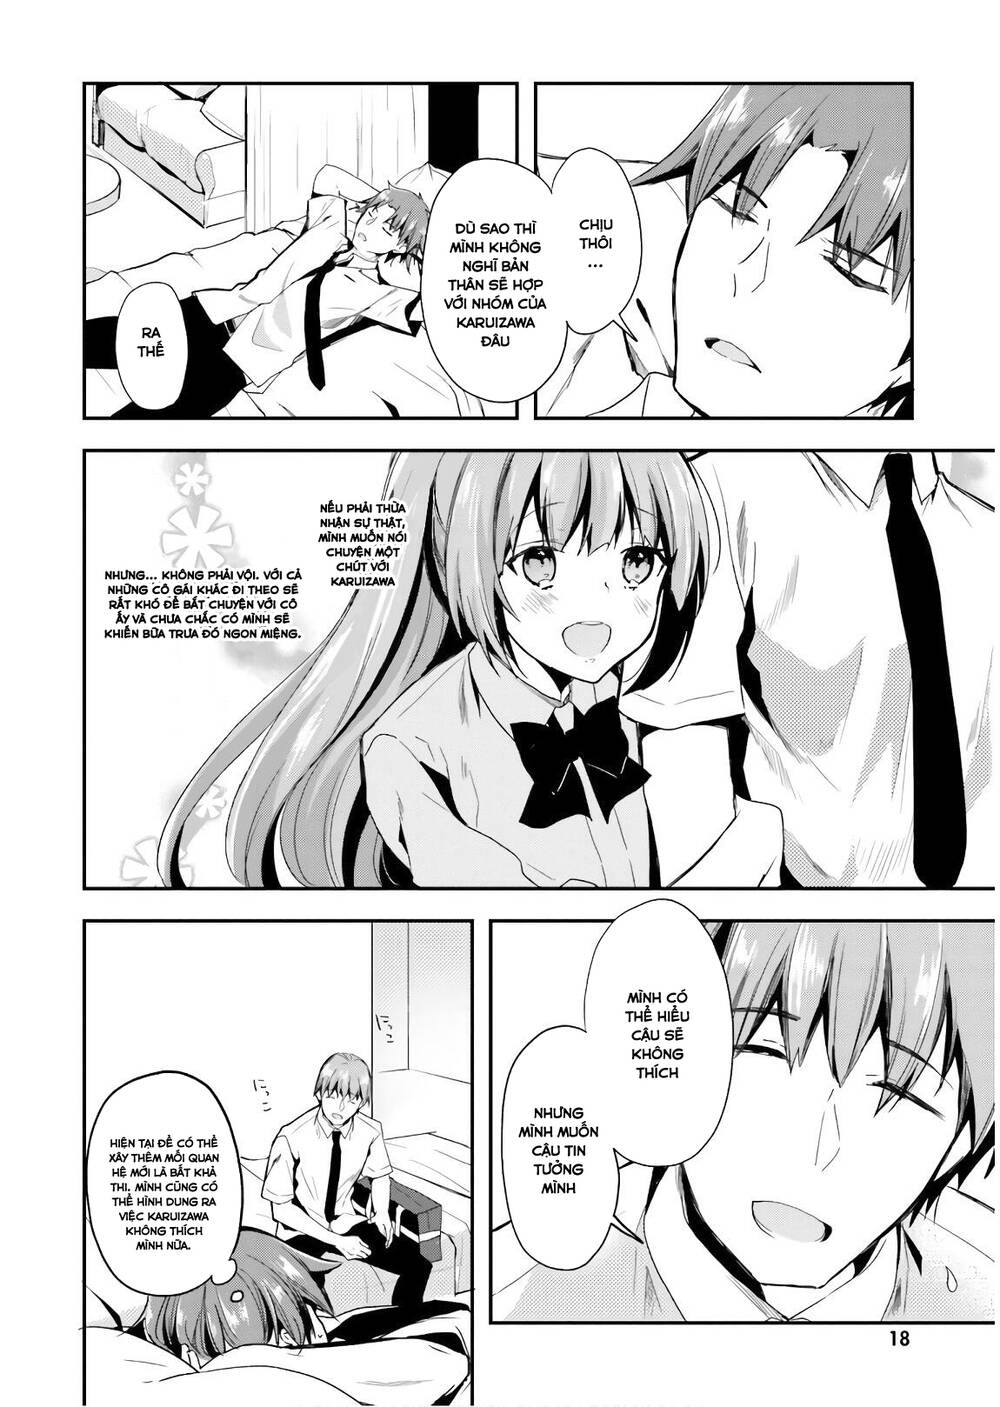 CHỊU
THÔI
...
DÙ SAO THÌ
MÌNH KHÔNG
NGHĨ BẢN
THÂN SẼ HỢP
VỚI NHÓM CỦA
KARUIZAWA
ĐÂU
RA
THẾ
NẾU PHẢI THỪA
NHẬN SỰ THẬT,
MÌNH MUỐN NÓI
CHUYỆN MỘT
CHÚT VỚI
KARUIZAWA
NHƯNG... KHÔNG PHẢI VỘI. VỚI CẢ
NHỮNG CÔ GÁI KHÁC ĐI THEO SẼ
RẤT KHÓ ĐỂ BẮT CHUYỆN VỚI CÔ
ẤY VÀ CHƯA CHẮC CÓ MÌNH SẼ
KHIẾN BỮA TRƯA ĐÓ NGON MIỆNG.
MÌNH CÓ
THỂ HIỂU
CẬU SẼ
KHÔNG
THÍCH
NHƯNG
MÌNH MUỐN
CẬU TIN
TƯỞNG
MÌNH
にこ
にこっ
HIỆN TẠI ĐỂ CÓ THỂ
XÂY THÊM MỐI QUAN
HỆ MỚI LÀ BẤT KHẢ
THI. MÌNH CŨNG CÓ
THỂ HÌNH DUNG RA
VIỆC KARUIZAWA
KHÔNG THÍCH
MÌNH NỮA.
18